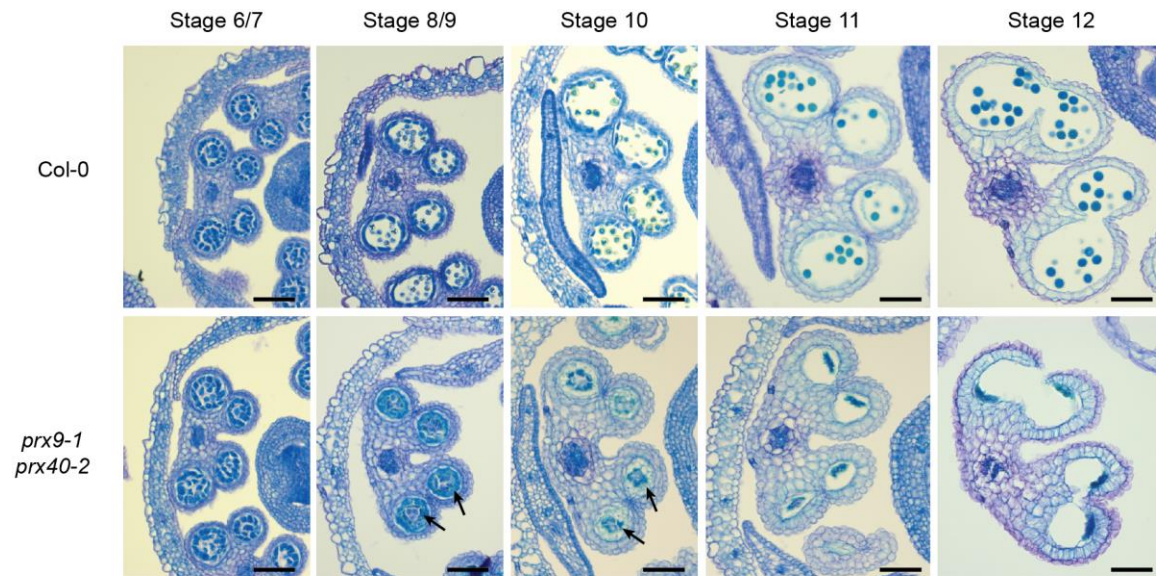 Stage 6/7
Stage 8/9
Stage 10
Stage 11
Stage 12
Col-0
prx9-1
prx40-2